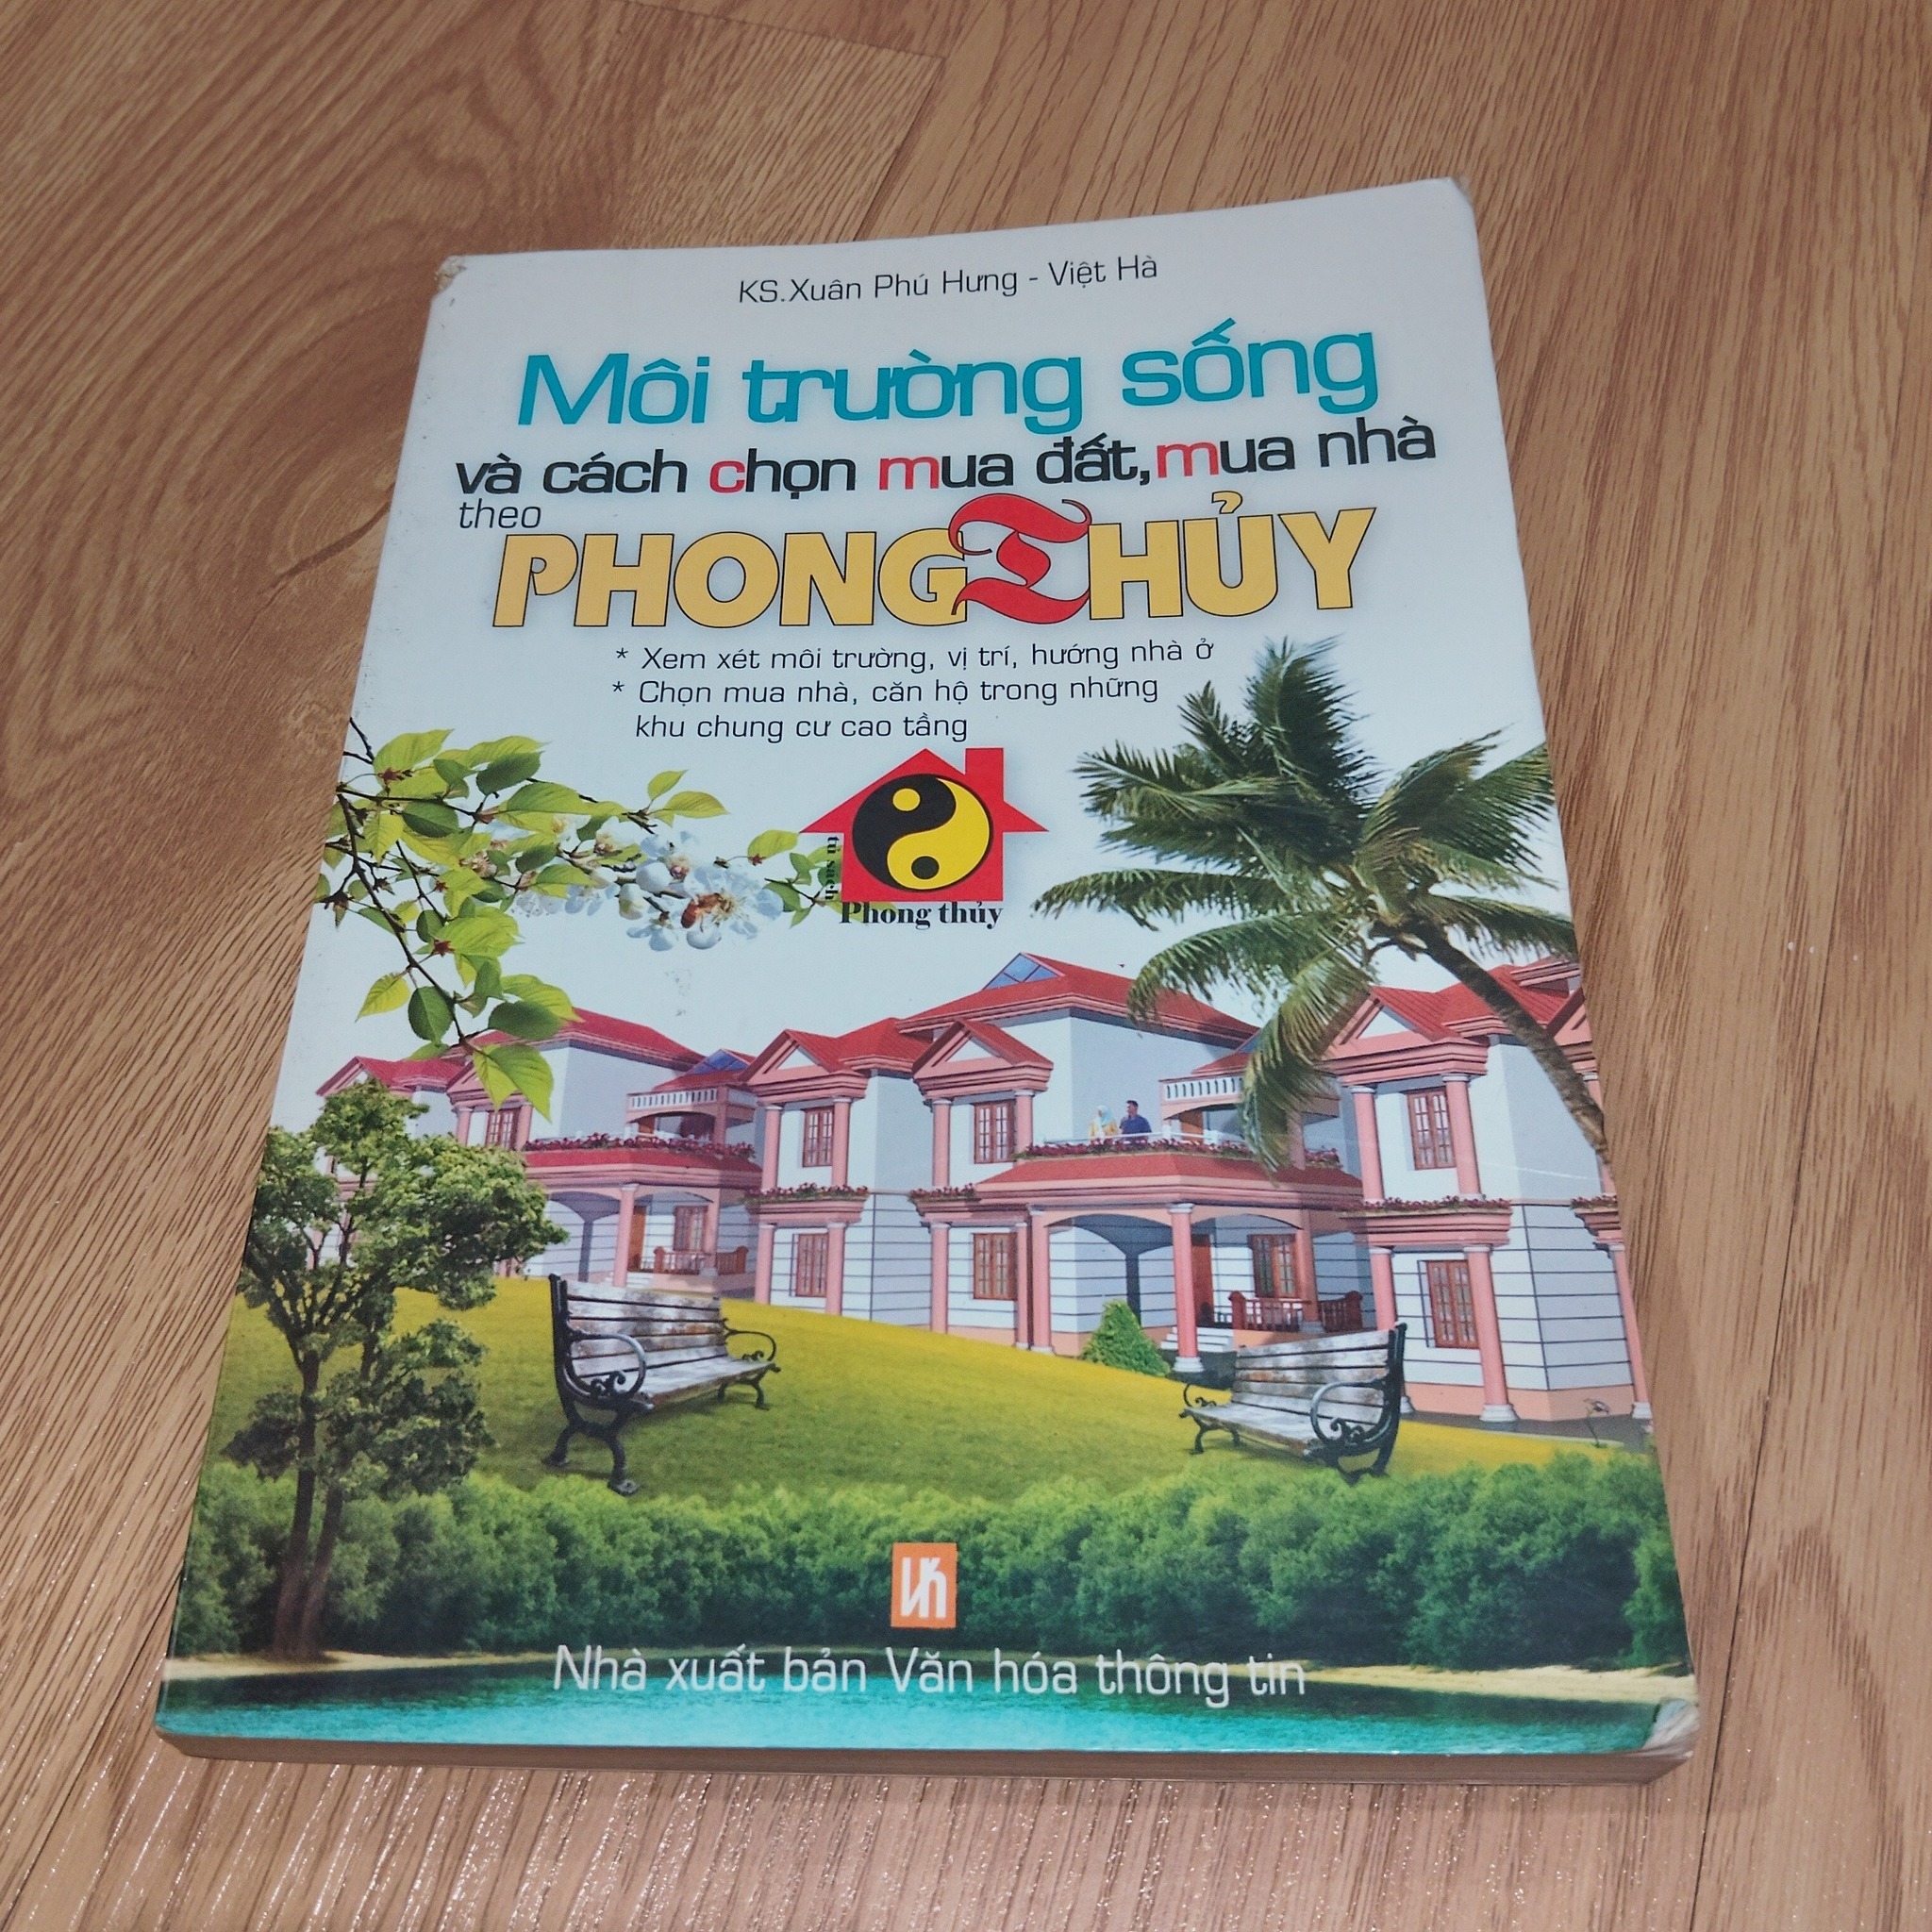 KS.Xuân Phú Hưng - Việt Hà
Môi trường sống
và cách chọn mua đất, mua nhà
theo
PHONG THỦY
* Xem xét môi trường, vị trí, hướng nhà ở
* Chọn mua nhà, căn hộ trong những
khu chung cư cao tầng
tủ sách
Phong thủy
Nhà xuất bản Văn hóa thông tin